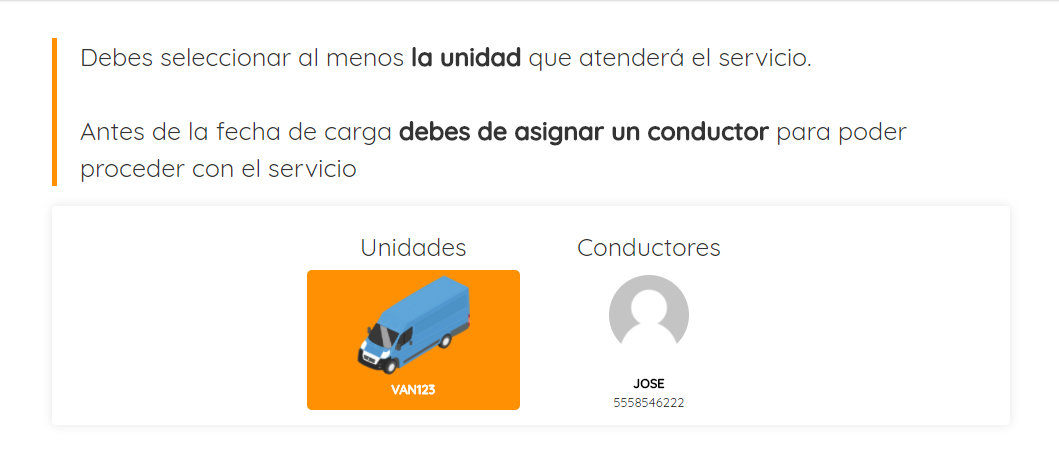 Debes seleccionar al menos la unidad que atenderá el servicio.
Antes de la fecha de carga debes de asignar un conductor para poder
proceder con el servicio
Unidades
Conductores
VAN123
JOSE
5558546222